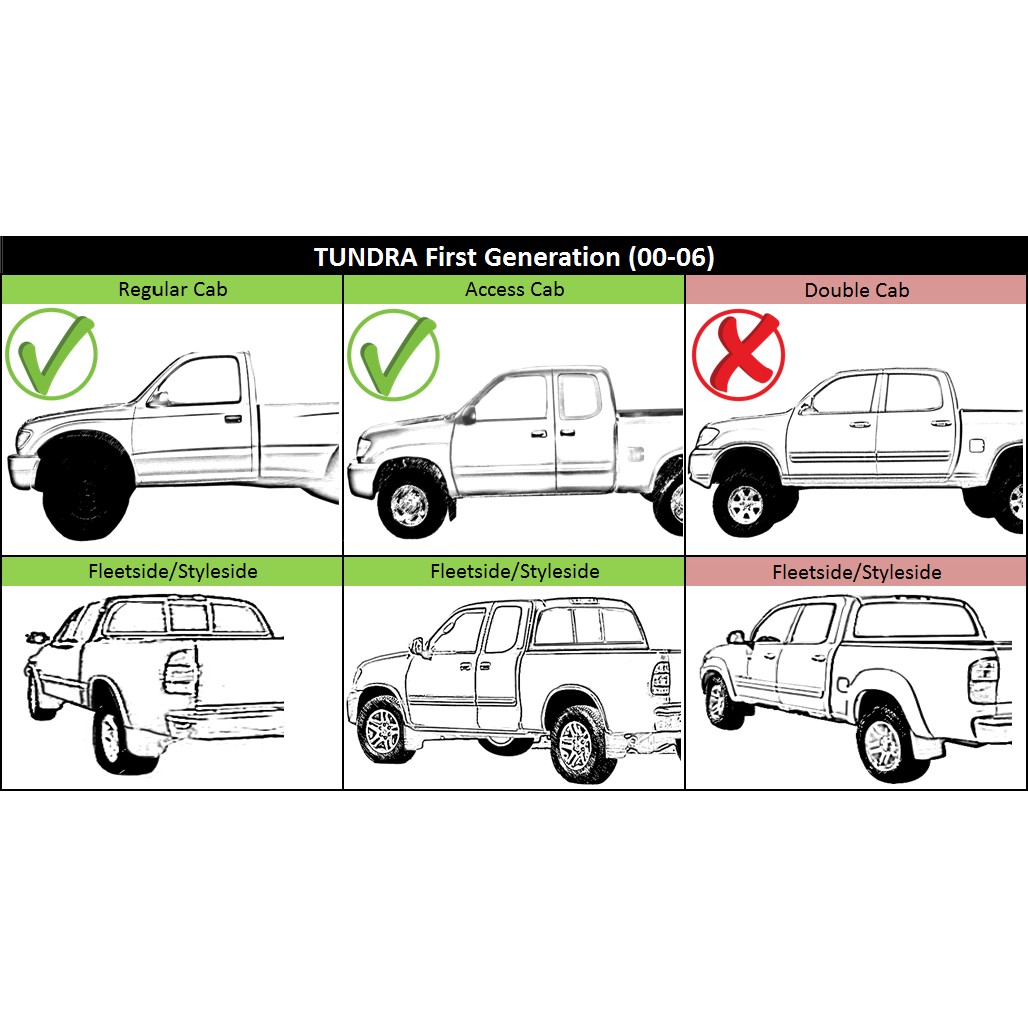 TUNDRA First Generation (00-06)
Regular Cab
Access Cab
Double Cab
Fleetside/Styleside
Fleetside/Styleside
Fleetside/Styleside